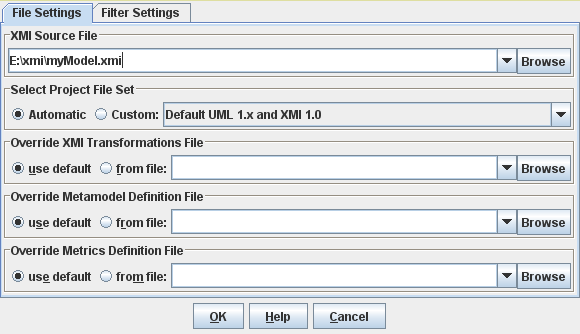 File Settings Filter Settings
XMI Source File
E:\xmi\myModel.xmi Browse
Select Project File Set
Automatic Custom: Default UML 1.x and XMI 1.0
Override XMI Transformations File
use default from file: Browse
Override Metamodel Definition File
use default from file: Browse
Override Metrics Definition File
use default from file: Browse
OK Help Cancel